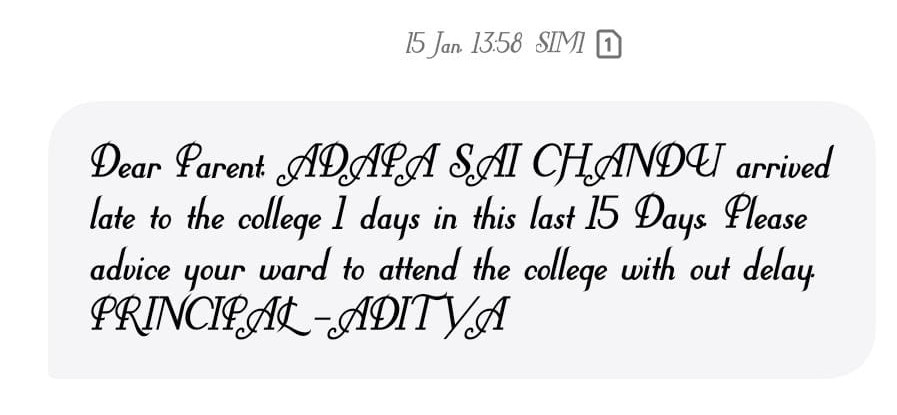 15 Jan 13:58 SIM1 1
Dear Parent, ADAPA SAI CHANDU arrived
late to the college 1 days in this last 15 Days. Please
advice your ward to attend the college with out delay.
PRINCIPAL-ADITYA